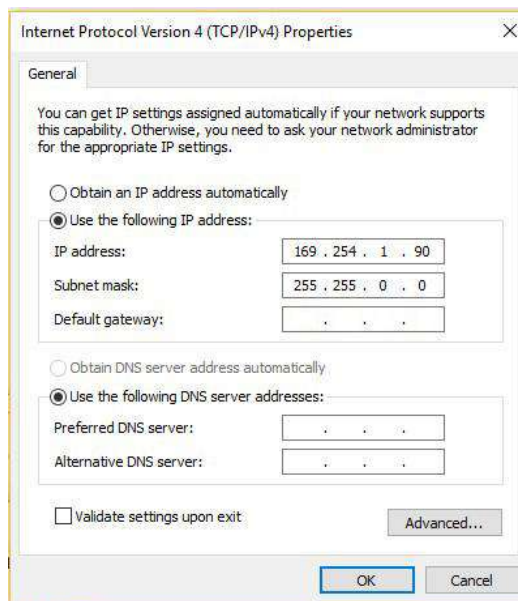 Internet Protocol Version 4 (TCP/IPv4) Properties
General
You can get IP settings assigned automatically if your network supports
this capability. Otherwise, you need to ask your network administrator
for the appropriate IP settings.
Obtain an IP address automatically
Use the following IP address:
IP address: 169 . 254 . 1 . 90
Subnet mask: 255 . 255 . 0 . 0
Default gateway: . . .
Obtain DNS server address automatically
Use the following DNS server addresses:
Preferred DNS server: . . .
Alternative DNS server: . . .
Validate settings upon exit
Advanced...
OK Cancel